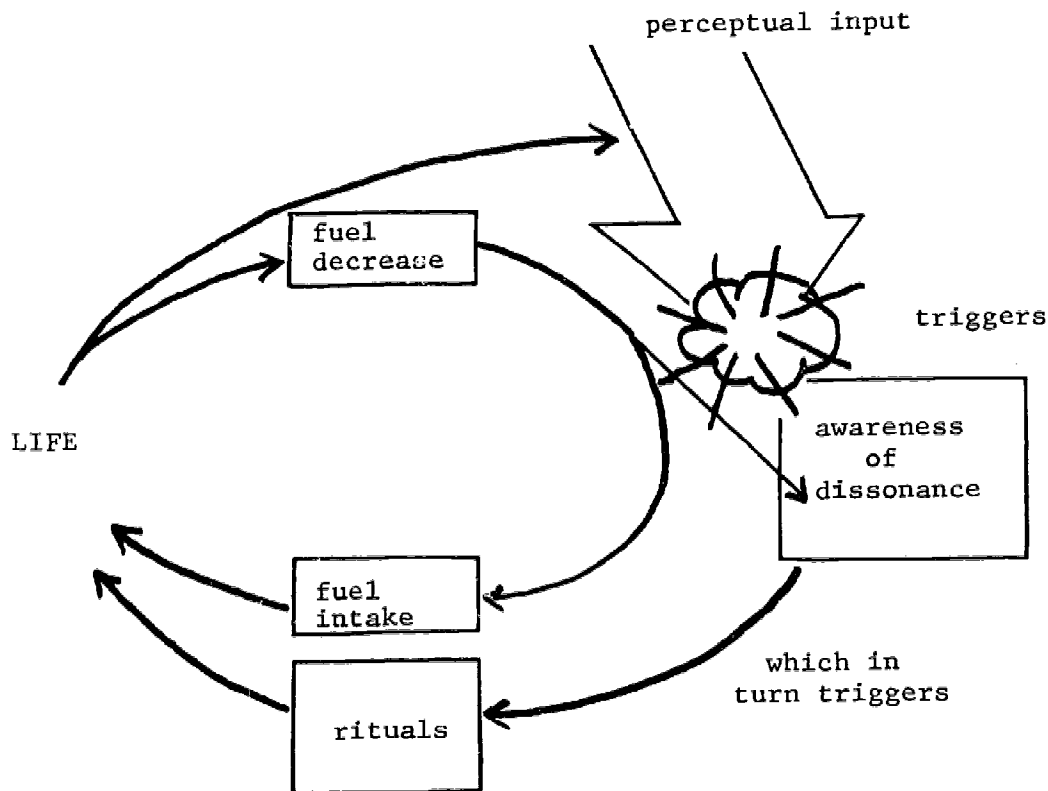 perceptual input
fuel
decrease
triggers
LIFE
awareness
of
dissonance
fuel
intake
which in
turn triggers
rituals